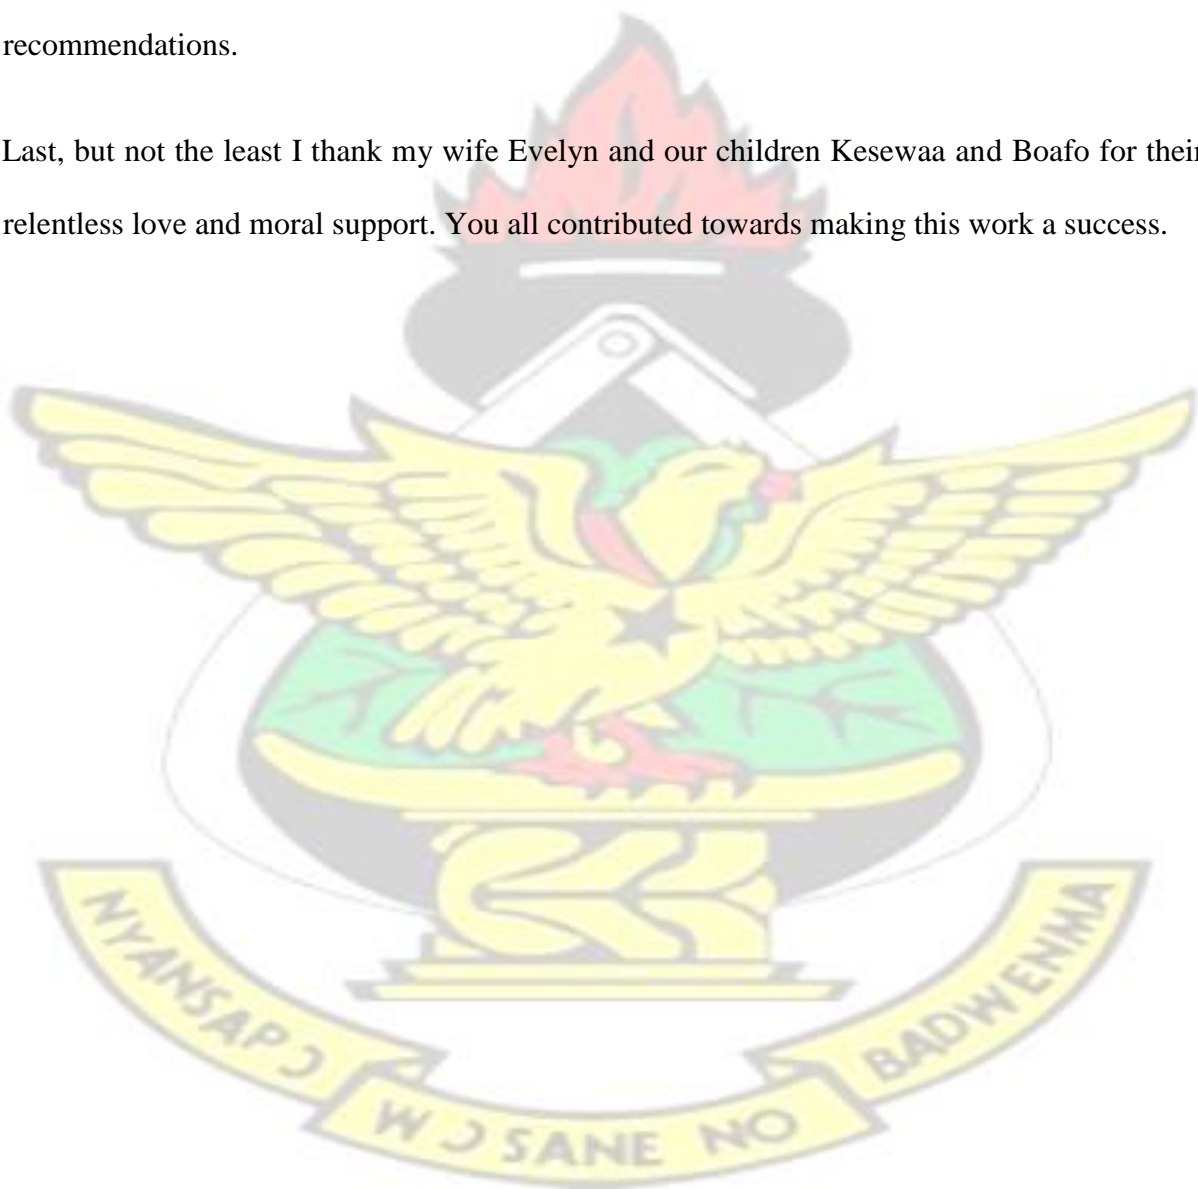 recommendations.
Last, but not the least I thank my wife Evelyn and our children Kesewaa and Boafo for their
relentless love and moral support. You all contributed towards making this work a success.
NYANSAPƆ
WƆSANE NO
BADWENMA